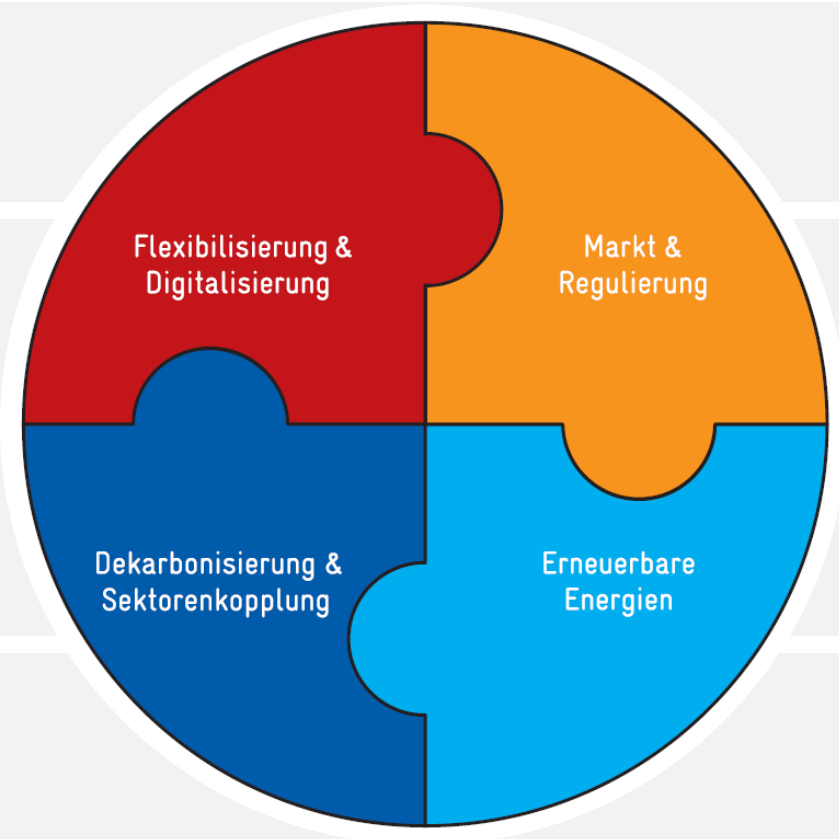 Flexibilisierung &
Digitalisierung
Markt &
Regulierung
Dekarbonisierung &
Sektorenkopplung
Erneuerbare
Energien